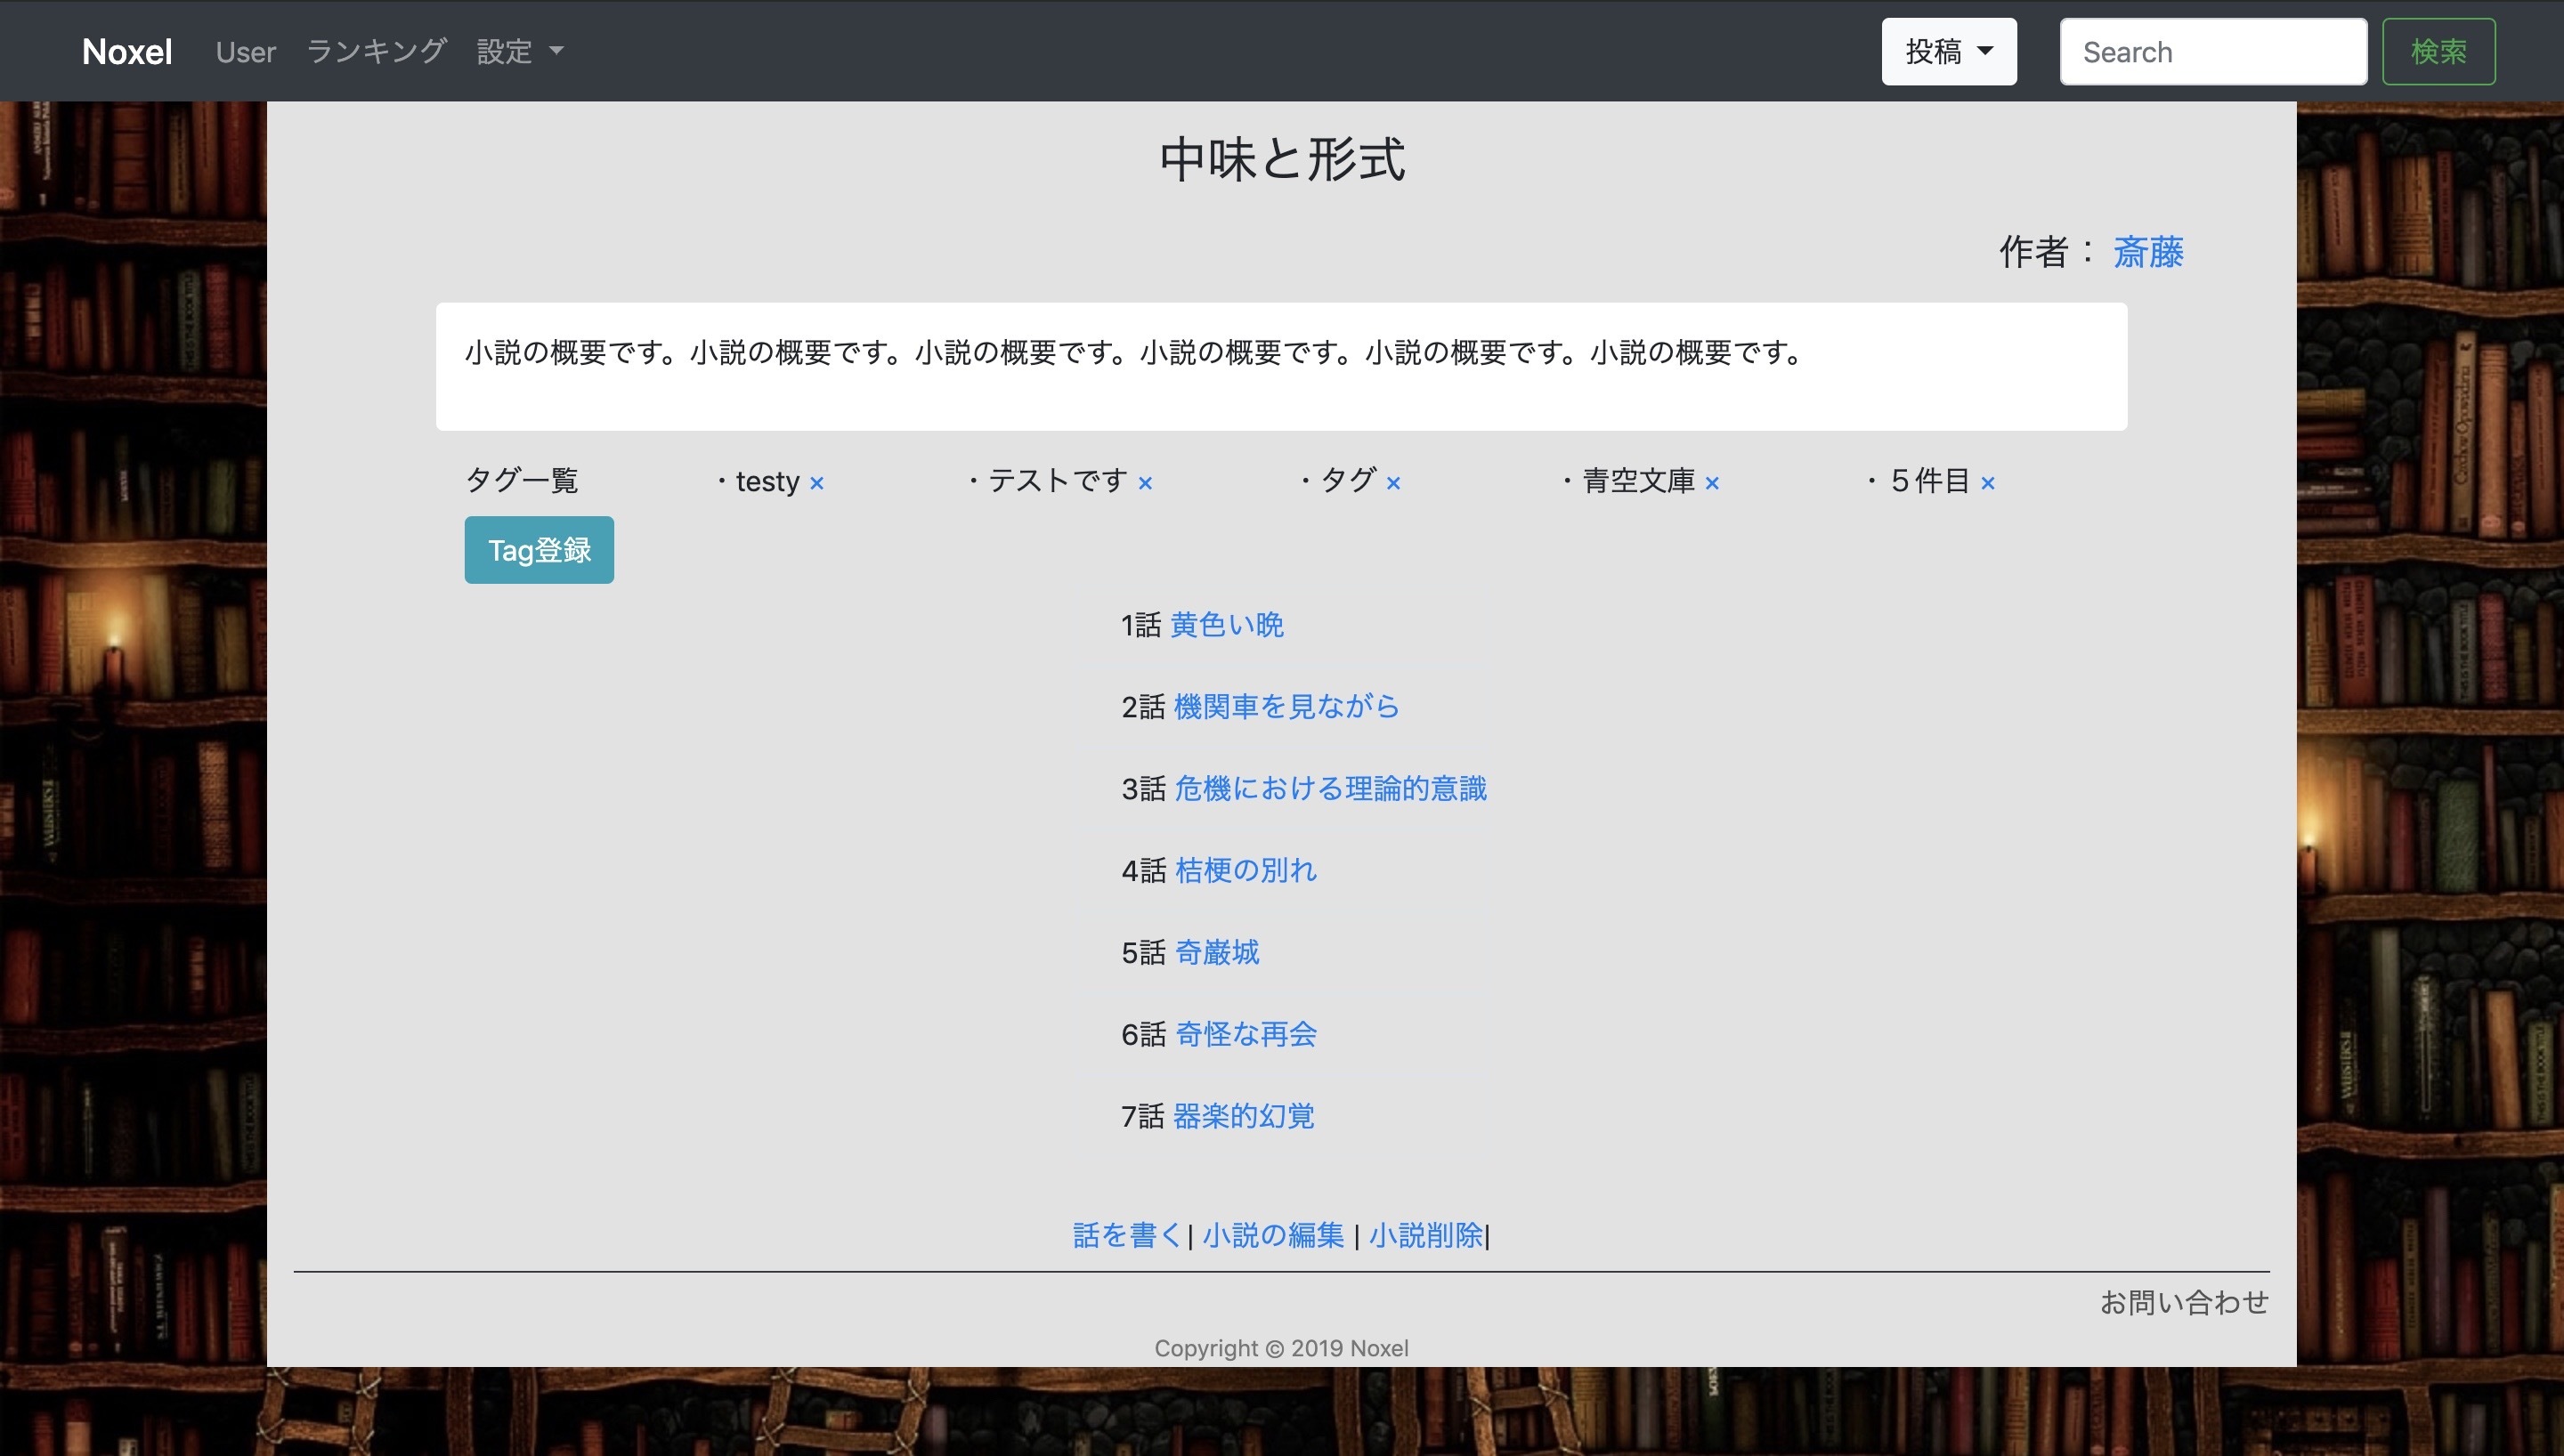 Noxel User ランキング 設定 投稿 Search 検索
中味と形式
作者： 斎藤
小説の概要です。小説の概要です。小説の概要です。小説の概要です。小説の概要です。小説の概要です。
タグ一覧 ・testy × ・テストです × ・タグ × ・青空文庫 × ・５件目 ×
Tag登録
1話 黄色い晩
2話 機関車を見ながら
3話 危機における理論的意識
4話 桔梗の別れ
5話 奇巌城
6話 奇怪な再会
7話 器楽的幻覚
話を書く| 小説の編集 | 小説削除|
お問い合わせ
Copyright © 2019 Noxel